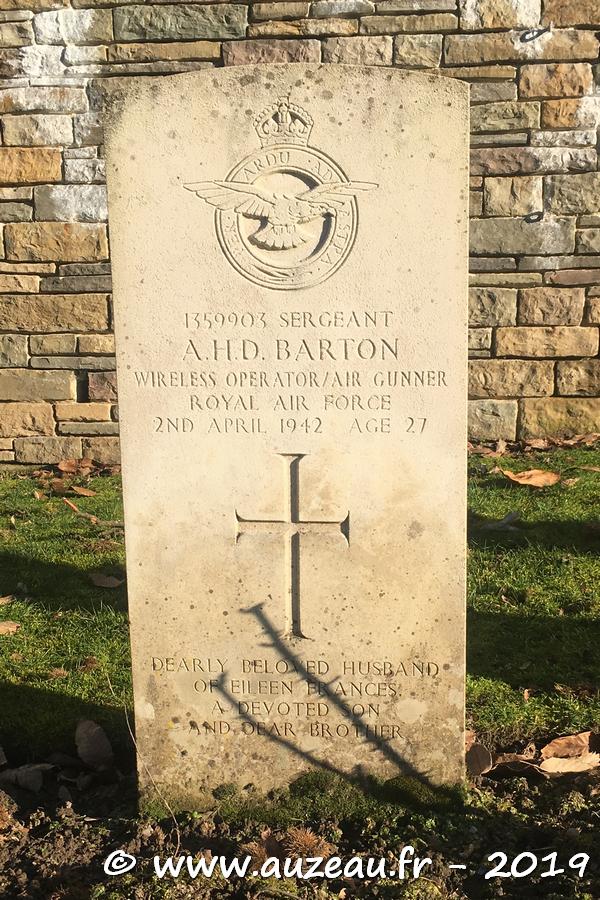 PER ARDUA AD ASTRA
1359903 SERGEANT
A.H.D. BARTON
WIRELESS OPERATOR/AIR GUNNER
ROYAL AIR FORCE
2ND APRIL 1942 AGE 27
DEARLY BELOVED HUSBAND
OF EILEEN FRANCES,
A DEVOTED SON
AND DEAR BROTHER
© www.auzeau.fr - 2019